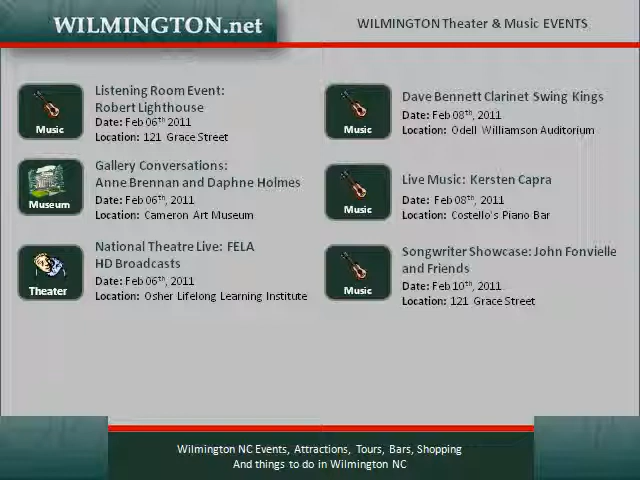 WILMINGTON.net
WILMINGTON Theater & Music EVENTS
Music
Listening Room Event:
Robert Lighthouse
Date: Feb 06th 2011
Location: 121 Grace Street
Museum
Gallery Conversations:
Anne Brennan and Daphne Holmes
Date: Feb 06th, 2011
Location: Cameron Art Museum
Theater
National Theatre Live: FELA
HD Broadcasts
Date: Feb 06th, 2011
Location: Osher Lifelong Learning Institute
Music
Dave Bennett Clarinet Swing Kings
Date: Feb 08th, 2011
Location: Odell Williamson Auditorium
Music
Live Music: Kersten Capra
Date: Feb 08th, 2011
Location: Costello's Piano Bar
Music
Songwriter Showcase: John Fonvielle
and Friends
Date: Feb 10th, 2011
Location: 121 Grace Street
Wilmington NC Events, Attractions, Tours, Bars, Shopping
And things to do in Wilmington NC